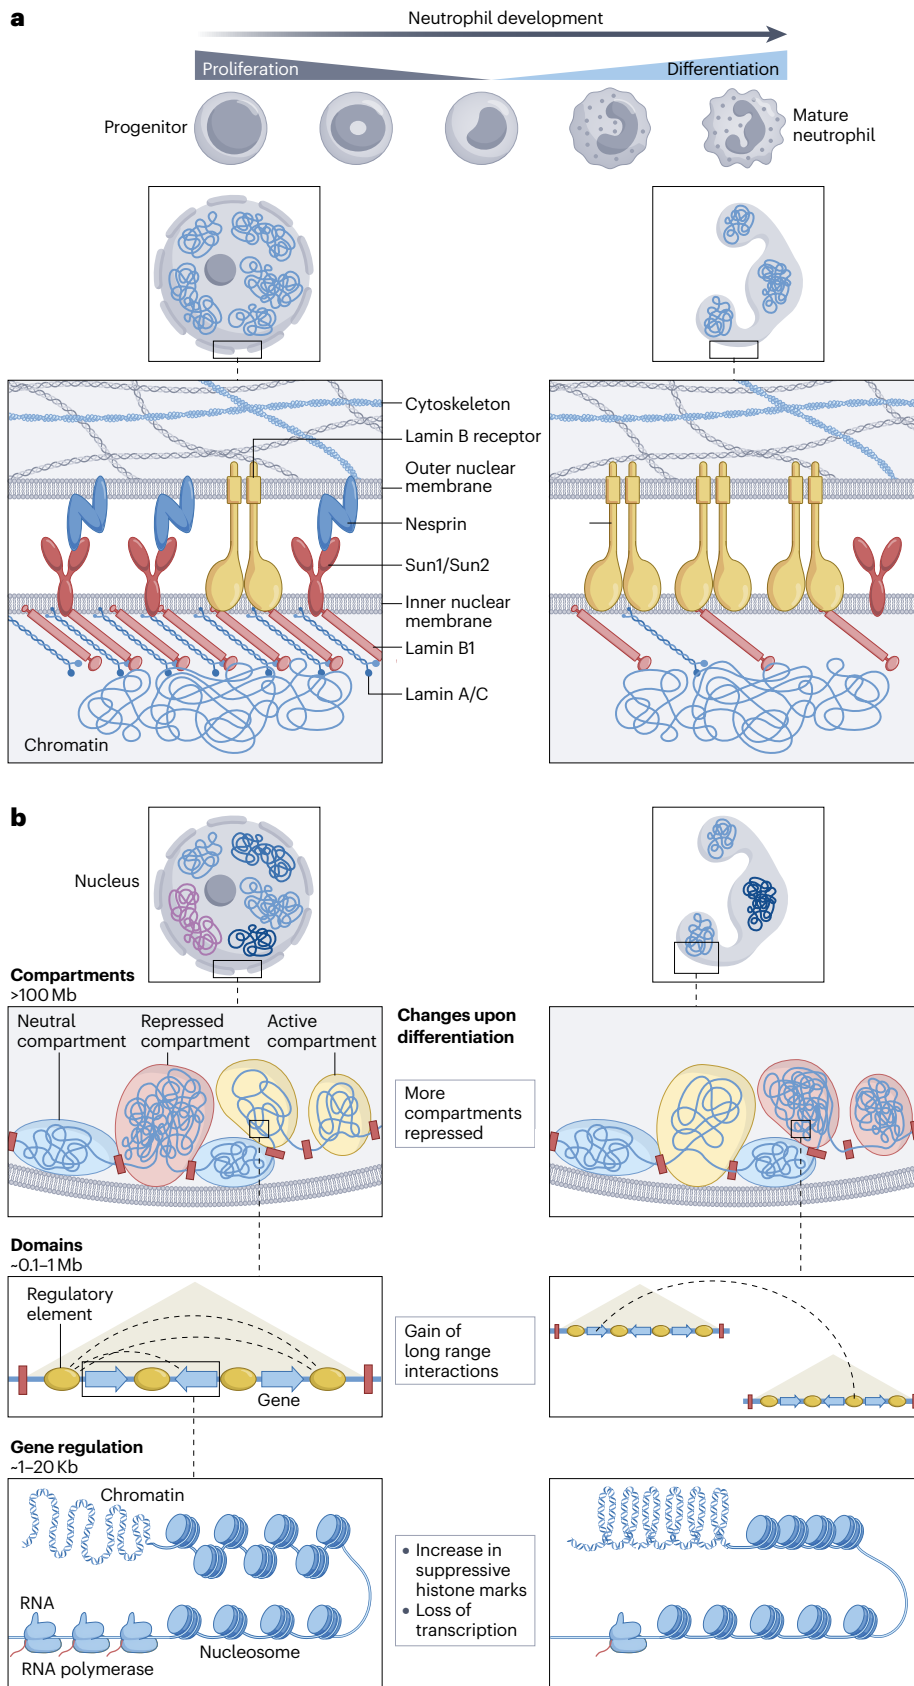 a
Neutrophil development
Proliferation
Differentiation
Progenitor
Mature
neutrophil
Cytoskeleton
Lamin B receptor
Outer nuclear
membrane
Nesprin
Sun1/Sun2
Inner nuclear
membrane
Lamin B1
Lamin A/C
Chromatin
b
Nucleus
Compartments
>100 Mb
Neutral
compartment
Repressed
compartment
Active
compartment
Changes upon
differentiation
More
compartments
repressed
Domains
~0.1–1 Mb
Regulatory
element
Gene
Gain of
long range
interactions
Gene regulation
~1–20 Kb
Chromatin
RNA
Nucleosome
RNA polymerase
• Increase in
suppressive
histone marks
• Loss of
transcription